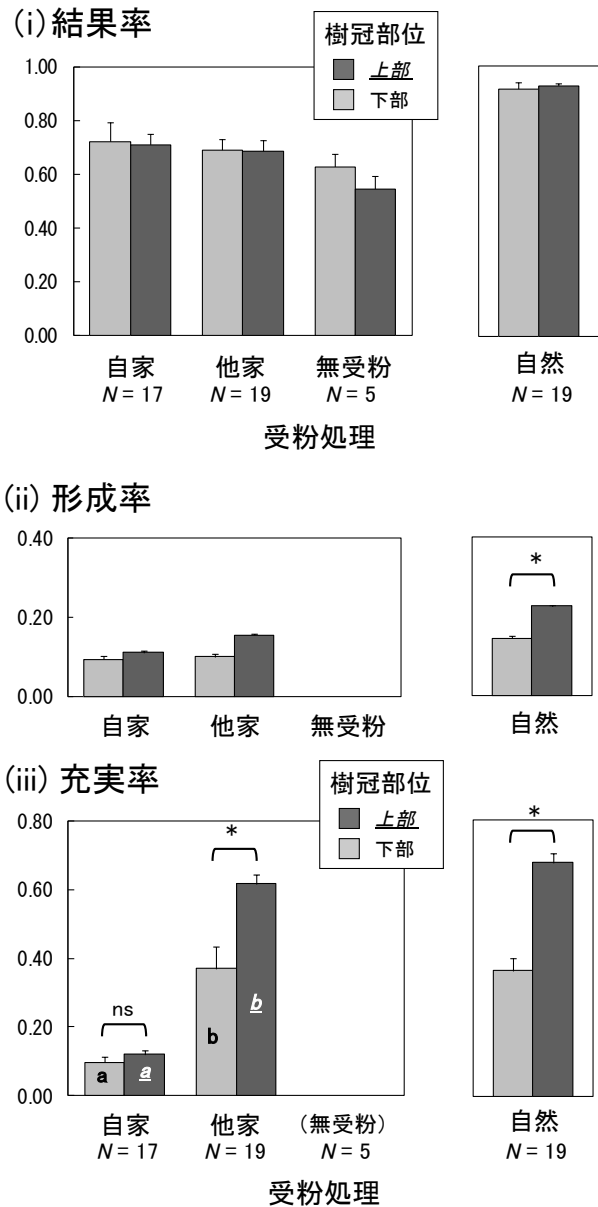 (i) 結果率
樹冠部位
上部
下部
1.00
0.80
0.60
0.40
0.20
0.00
自家 他家 無受粉 自然
N = 17 N = 19 N = 5 N = 19
受粉処理
(ii) 形成率
0.40
*
0.20
0.00
自家 他家 無受粉 自然
(iii) 充実率
樹冠部位
上部
下部
0.80
* *
0.60
0.40
b b
ns
0.20
a a
0.00
自家 他家 (無受粉) 自然
N = 17 N = 19 N = 5 N = 19
受粉処理